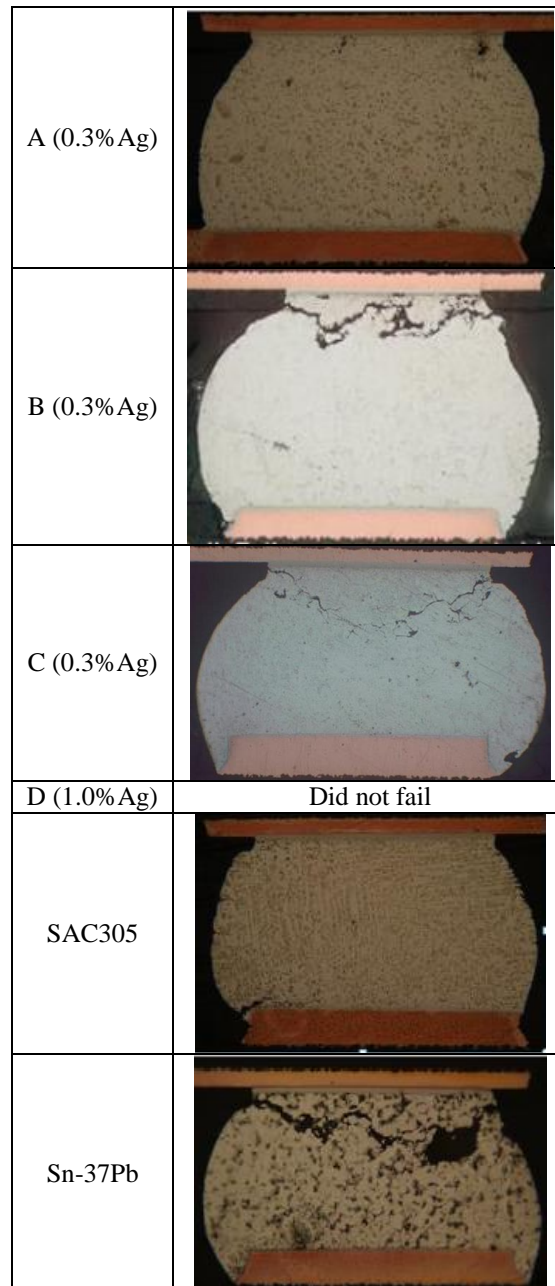 A (0.3%Ag)
B (0.3%Ag)
C (0.3%Ag)
D (1.0%Ag)
Did not fail
SAC305
Sn-37Pb